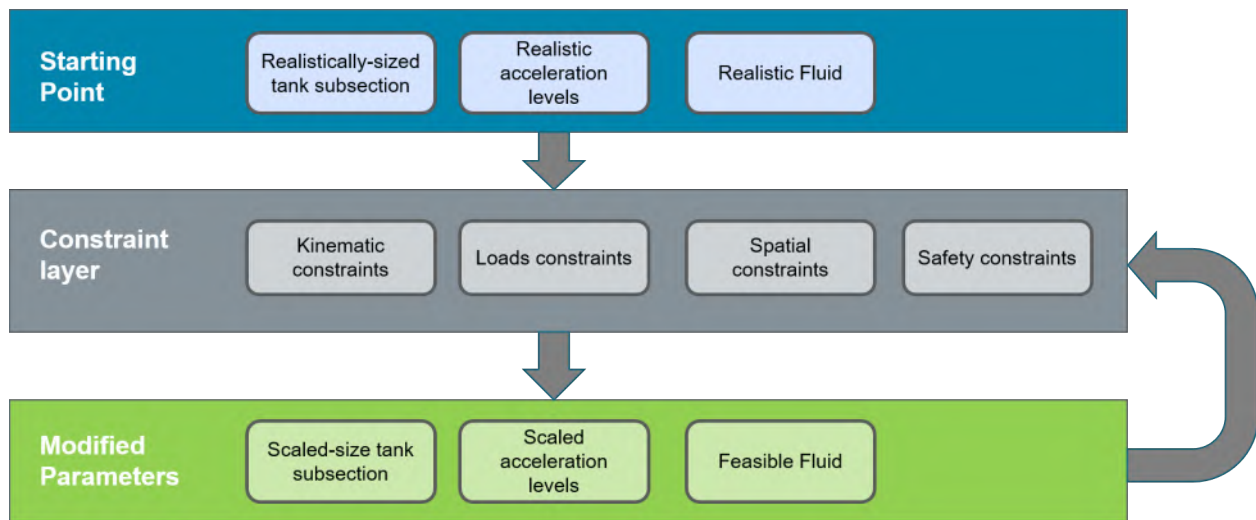 Starting
Point
Realistically-sized
tank subsection
Realistic
acceleration
levels
Realistic Fluid
Constraint
layer
Kinematic
constraints
Loads constraints
Spatial
constraints
Safety constraints
Modified
Parameters
Scaled-size tank
subsection
Scaled
acceleration
levels
Feasible Fluid